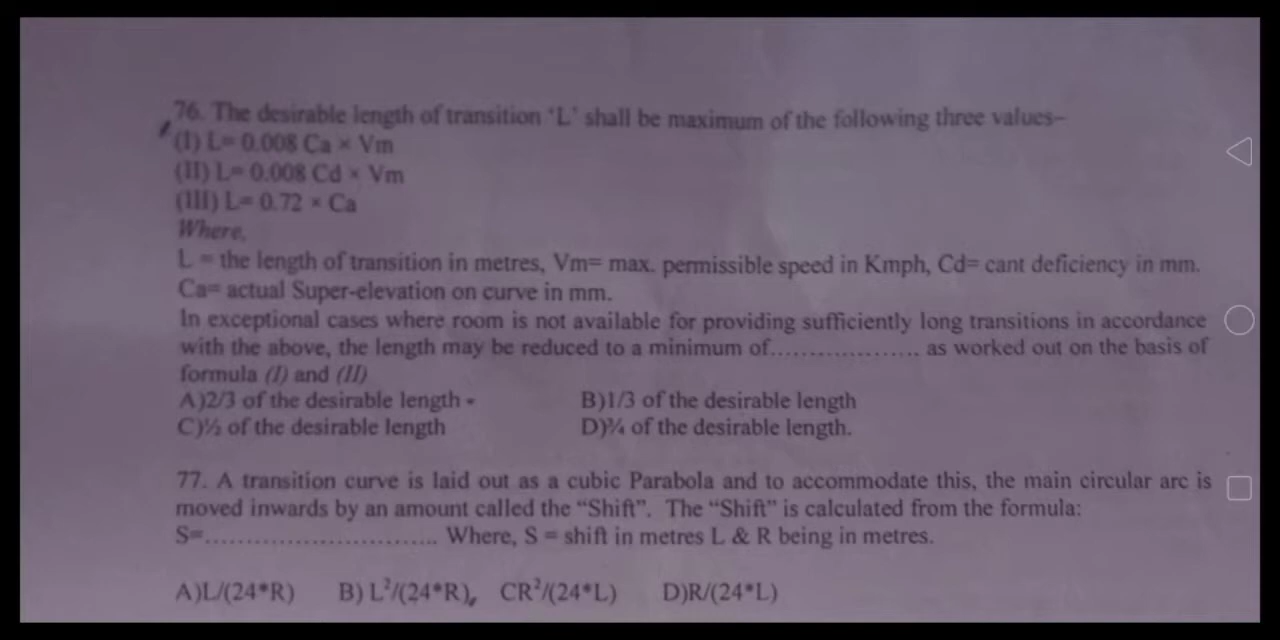 76. The desirable length of transition 'L' shall be maximum of the following three values–
(I) L= 0.008 Ca × Vm
(II) L= 0.008 Cd × Vm
(III) L= 0.72 × Ca
Where,
L = the length of transition in metres, Vm= max. permissible speed in Kmph, Cd= cant deficiency in mm.
Ca= actual Super-elevation on curve in mm.
In exceptional cases where room is not available for providing sufficiently long transitions in accordance
with the above, the length may be reduced to a minimum of.................. as worked out on the basis of
formula (I) and (II)
A)2/3 of the desirable length - B)1/3 of the desirable length
C)½ of the desirable length D)¾ of the desirable length.
77. A transition curve is laid out as a cubic Parabola and to accommodate this, the main circular arc is
moved inwards by an amount called the "Shift". The "Shift" is calculated from the formula:
S=............................ Where, S = shift in metres L & R being in metres.
A)L/(24*R) B) L²/(24*R), CR²/(24*L) D)R/(24*L)